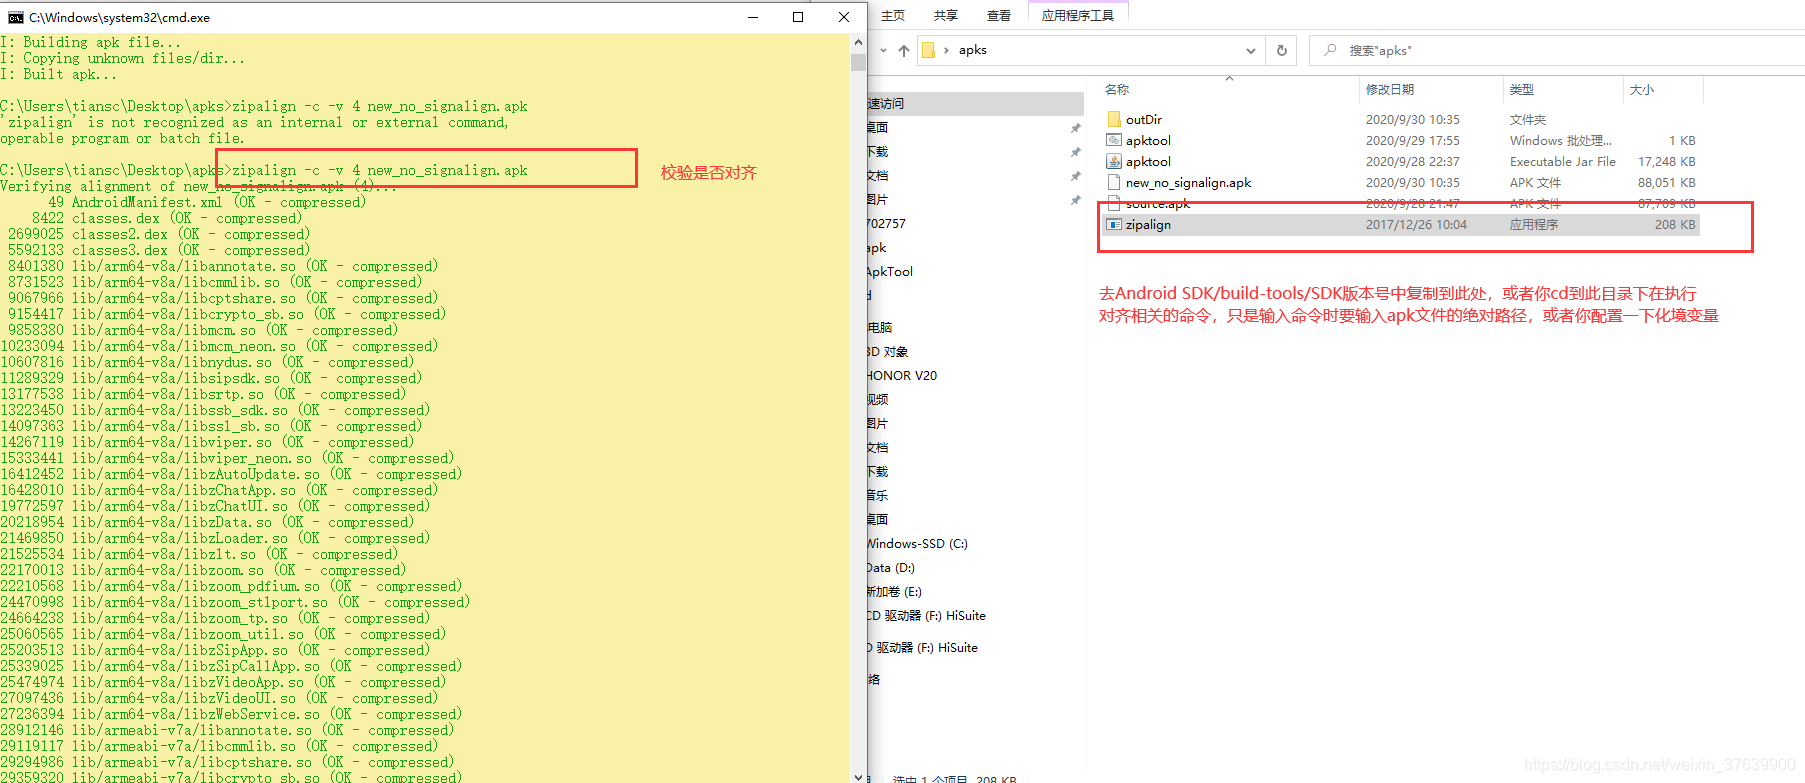 C:\Windows\system32\cmd.exe
I: Building apk file...
I: Copying unknown files/dir...
I: Built apk...
C:\Users\tiansc\Desktop\apks>zipalign -c -v 4 new_no_signalign.apk
'zipalign' is not recognized as an internal or external command,
operable program or batch file.
C:\Users\tiansc\Desktop\apks>zipalign -c -v 4 new_no_signalign.apk
校验是否对齐
Verifying alignment of new_no_signalign.apk (4)...
49 AndroidManifest.xml (OK - compressed)
8422 classes.dex (OK - compressed)
2699025 classes2.dex (OK - compressed)
5592133 classes3.dex (OK - compressed)
8401380 lib/arm64-v8a/libannotate.so (OK - compressed)
8731523 lib/arm64-v8a/libcmmlib.so (OK - compressed)
9067966 lib/arm64-v8a/libcptshare.so (OK - compressed)
9154417 lib/arm64-v8a/libcrypto_sb.so (OK - compressed)
9858380 lib/arm64-v8a/libmcm.so (OK - compressed)
10233094 lib/arm64-v8a/libmcm_neon.so (OK - compressed)
10607816 lib/arm64-v8a/libnydus.so (OK - compressed)
11289329 lib/arm64-v8a/libsipsdk.so (OK - compressed)
13177538 lib/arm64-v8a/libsrtp.so (OK - compressed)
13223450 lib/arm64-v8a/libssb_sdk.so (OK - compressed)
14097363 lib/arm64-v8a/libssl_sb.so (OK - compressed)
14267119 lib/arm64-v8a/libviper.so (OK - compressed)
15333441 lib/arm64-v8a/libviper_neon.so (OK - compressed)
16412452 lib/arm64-v8a/libzAutoUpdate.so (OK - compressed)
16428010 lib/arm64-v8a/libzChatApp.so (OK - compressed)
19772597 lib/arm64-v8a/libzChatUI.so (OK - compressed)
20218954 lib/arm64-v8a/libzData.so (OK - compressed)
21469850 lib/arm64-v8a/libzLoader.so (OK - compressed)
21525534 lib/arm64-v8a/libzlt.so (OK - compressed)
22170013 lib/arm64-v8a/libzoom.so (OK - compressed)
22210568 lib/arm64-v8a/libzoom_pdfium.so (OK - compressed)
24470998 lib/arm64-v8a/libzoom_stlport.so (OK - compressed)
24664238 lib/arm64-v8a/libzoom_tp.so (OK - compressed)
25060565 lib/arm64-v8a/libzoom_util.so (OK - compressed)
25203513 lib/arm64-v8a/libzSipApp.so (OK - compressed)
25339025 lib/arm64-v8a/libzSipCallApp.so (OK - compressed)
25474974 lib/arm64-v8a/libzVideoApp.so (OK - compressed)
27097436 lib/arm64-v8a/libzVideoUI.so (OK - compressed)
27236394 lib/arm64-v8a/libzWebService.so (OK - compressed)
28912146 lib/armeabi-v7a/libannotate.so (OK - compressed)
29119117 lib/armeabi-v7a/libcmmlib.so (OK - compressed)
29294986 lib/armeabi-v7a/libcptshare.so (OK - compressed)
29359320 lib/armeabi-v7a/libcrypto_sb.so (OK - compressed)
主页 共享 查看 应用程序工具
apks
搜索"apks"
速访问
桌面
下载
文档
图片
702757
apk
ApkTool
d
电脑
3D 对象
HONOR V20
视频
图片
文档
下载
音乐
桌面
Windows-SSD (C:)
Data (D:)
新加卷 (E:)
CD 驱动器 (F:) HiSuite
D 驱动器 (F:) HiSuite
络
名称 修改日期 类型 大小
outDir 2020/9/30 10:35 文件夹
apktool 2020/9/29 17:55 Windows 批处理... 1 KB
apktool 2020/9/28 22:37 Executable Jar File 17,248 KB
new_no_signalign.apk 2020/9/30 10:35 APK 文件 88,051 KB
source.apk 2020/9/28 21:47 APK 文件 87,709 KB
zipalign 2017/12/26 10:04 应用程序 208 KB
去Android SDK/build-tools/SDK版本号中复制到此处，或者你cd到此目录下在执行
对齐相关的命令，只是输入命令时要输入apk文件的绝对路径，或者你配置一下化境变量
选中 1 个项目 208 KB
https://blog.csdn.net/weixin_37639900